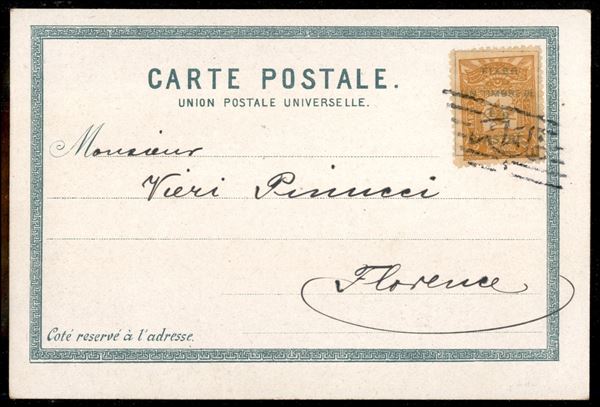 CARTE POSTALE.
UNION POSTALE UNIVERSELLE.
Monsieur
Vieri Pinucci
Florence
Coté reservé à l'adresse.